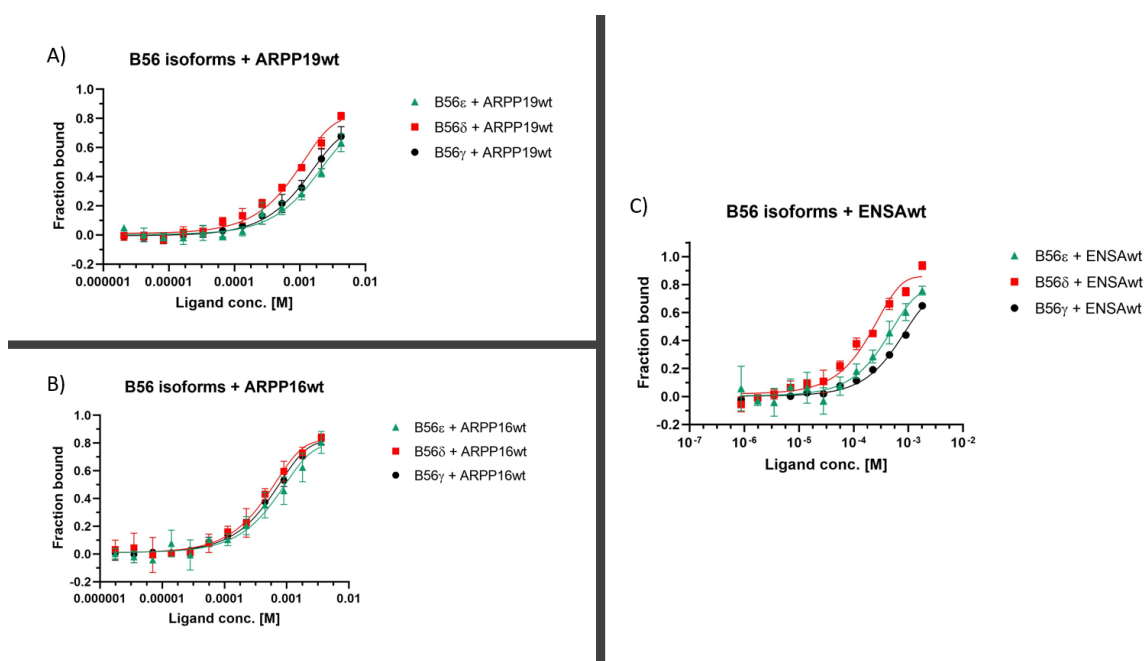 A)
B56 isoforms + ARPP19wt
Fraction bound
1.0
0.8
0.6
0.4
0.2
0.0
-0.2
0.000001 0.00001 0.0001 0.001 0.01
Ligand conc. [M]
B56ε + ARPP19wt
B56δ + ARPP19wt
B56γ + ARPP19wt
B)
B56 isoforms + ARPP16wt
Fraction bound
1.0
0.8
0.6
0.4
0.2
0.0
-0.2
0.000001 0.00001 0.0001 0.001 0.01
Ligand conc. [M]
B56ε + ARPP16wt
B56δ + ARPP16wt
B56γ + ARPP16wt
C)
B56 isoforms + ENSAwt
Fraction bound
1.0
0.8
0.6
0.4
0.2
0.0
-0.2
10⁻⁷ 10⁻⁶ 10⁻⁵ 10⁻⁴ 10⁻³ 10⁻²
Ligand conc. [M]
B56ε + ENSAwt
B56δ + ENSAwt
B56γ + ENSAwt